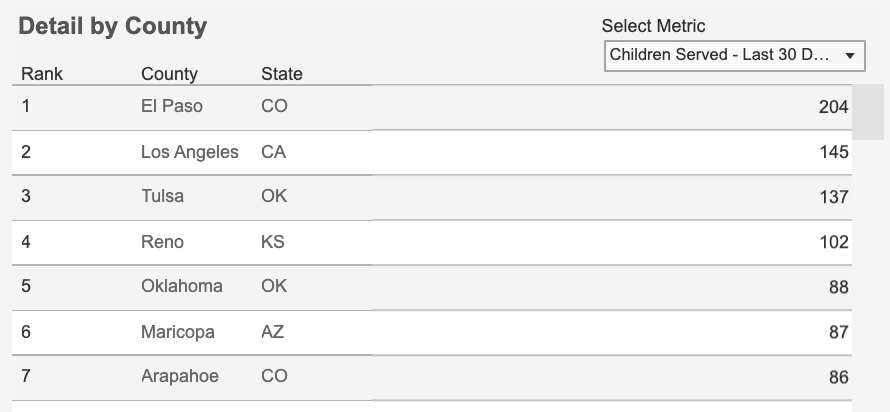 Detail by County
Select Metric
Children Served - Last 30 D...
Rank County State
1 El Paso CO 204
2 Los Angeles CA 145
3 Tulsa OK 137
4 Reno KS 102
5 Oklahoma OK 88
6 Maricopa AZ 87
7 Arapahoe CO 86